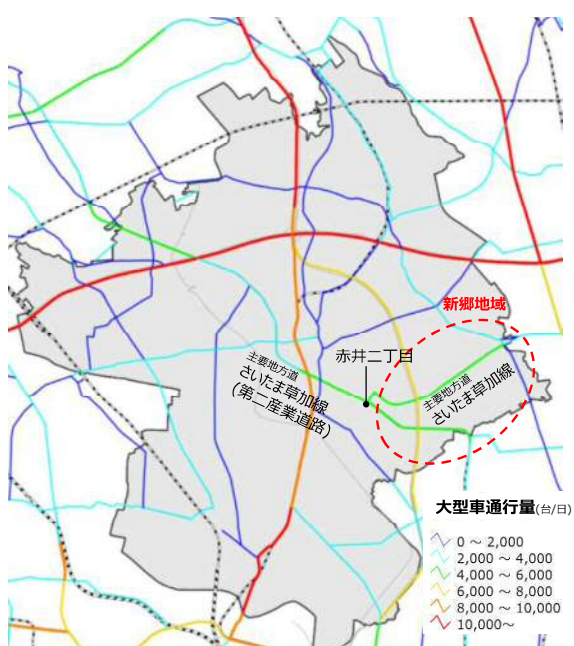 新郷地域
赤井二丁目
主要地方道
さいたま草加線
(第二産業道路)
主要地方道
さいたま草加線
大型車通行量(台/日)
0 ～ 2,000
2,000 ～ 4,000
4,000 ～ 6,000
6,000 ～ 8,000
8,000 ～ 10,000
10,000～